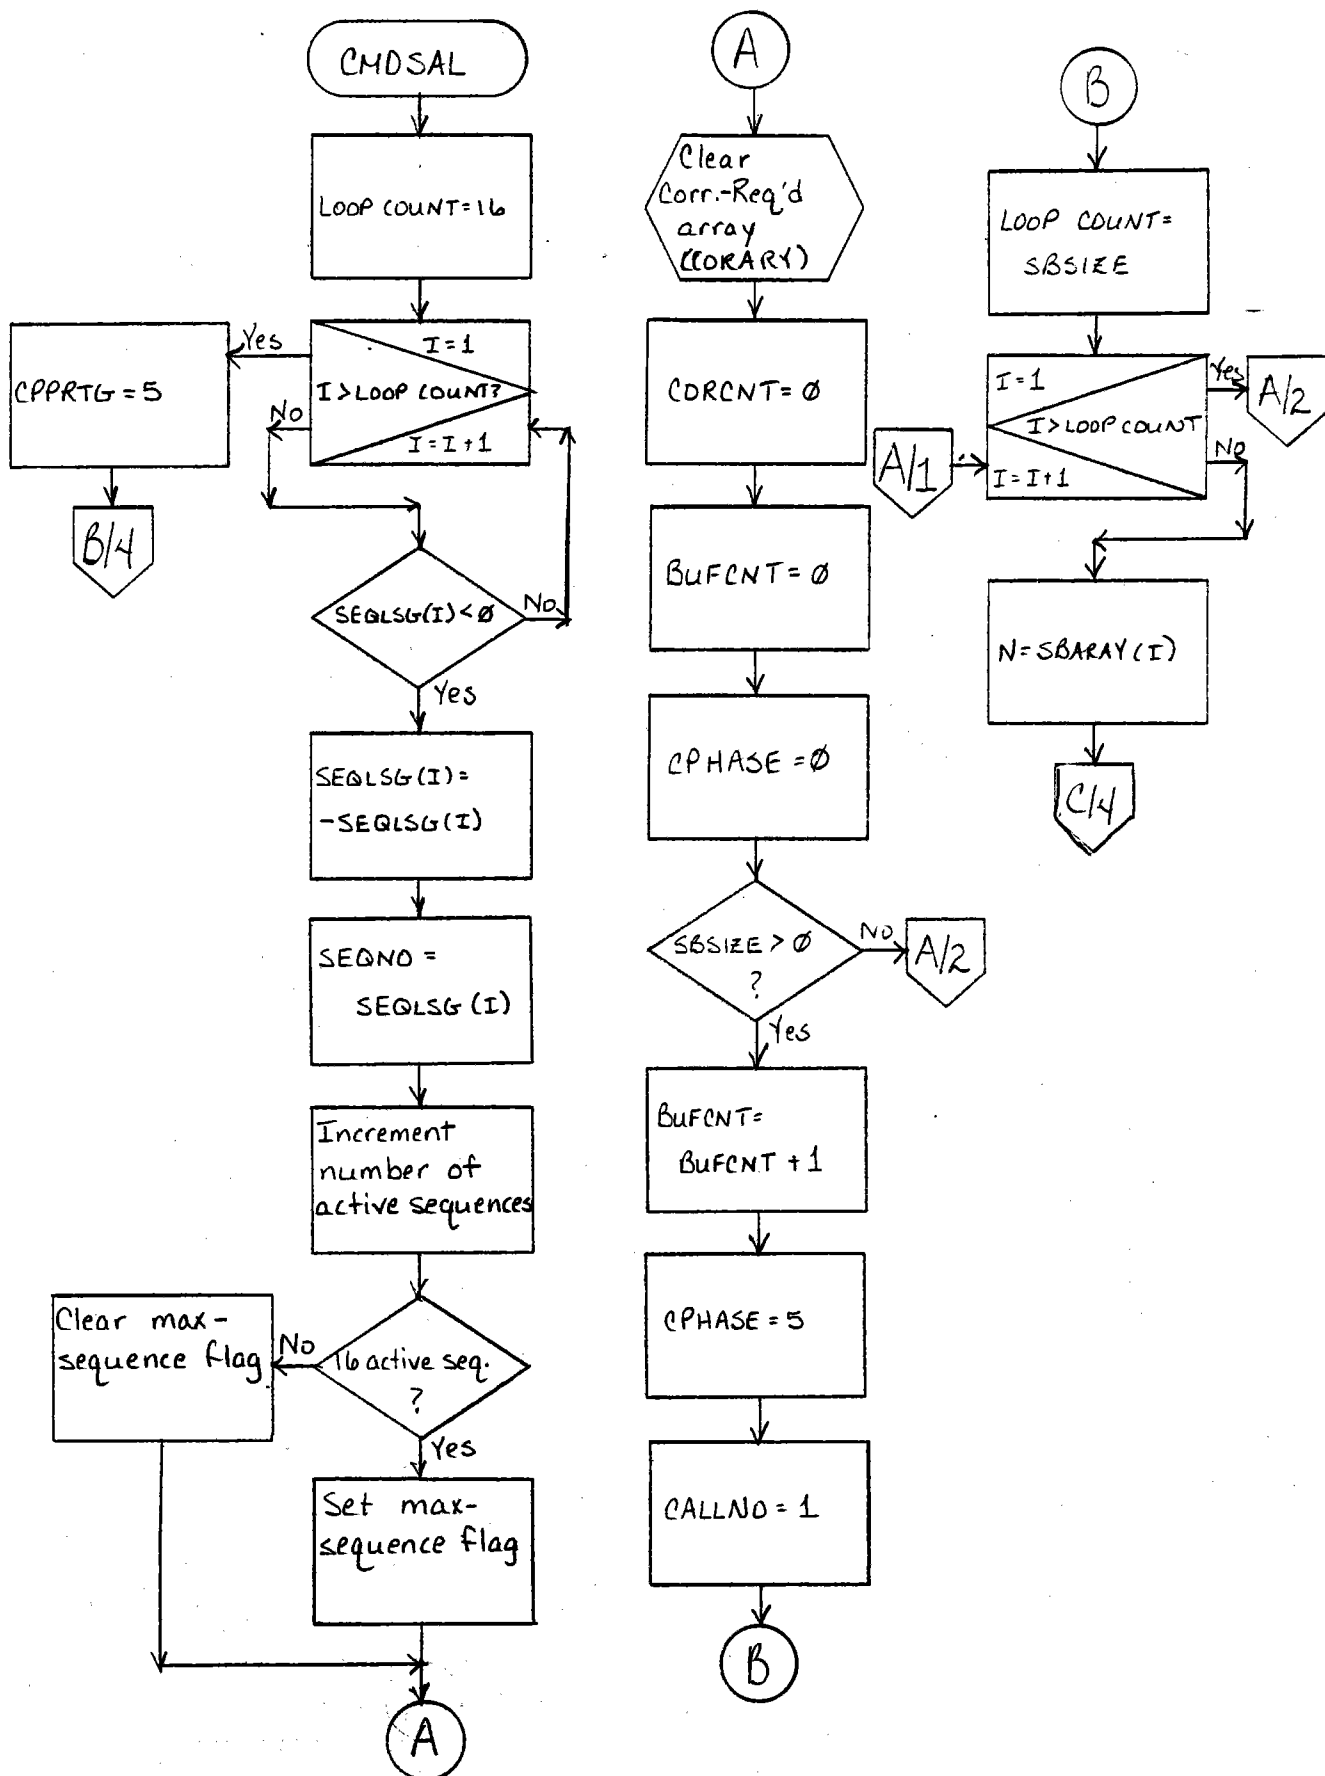 CMDSAL
LOOP COUNT=16
I=1
I>LOOP COUNT?
I=I+1
Yes
No
CPPRTG=5
B/4
SEQLSG(I)<Ø
No
Yes
SEQLSG(I)=
-SEQLSG(I)
SEQNO=
SEQLSG(I)
Increment
number of
active sequences
16 active seq.
?
No
Clear max-
sequence flag
Yes
Set max-
sequence flag
A
A
Clear
Corr.-Req'd
array
(CORARY)
CORCNT=Ø
BUFCNT=Ø
CPHASE=Ø
SBSIZE>Ø
?
No
A/2
Yes
BUFCNT=
BUFCNT+1
CPHASE=5
CALLNO=1
B
B
LOOP COUNT=
SBSIZE
I=1
I>LOOP COUNT
I=I+1
Yes
A/2
A/1
No
N=SBARAY(I)
C/4